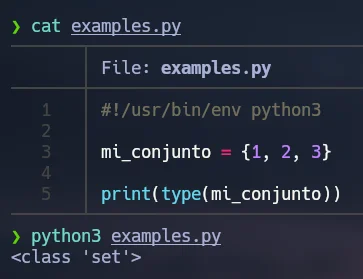 ❯ cat examples.py
File: examples.py
1 #!/usr/bin/env python3
2
3 mi_conjunto = {1, 2, 3}
4
5 print(type(mi_conjunto))
❯ python3 examples.py
<class 'set'>